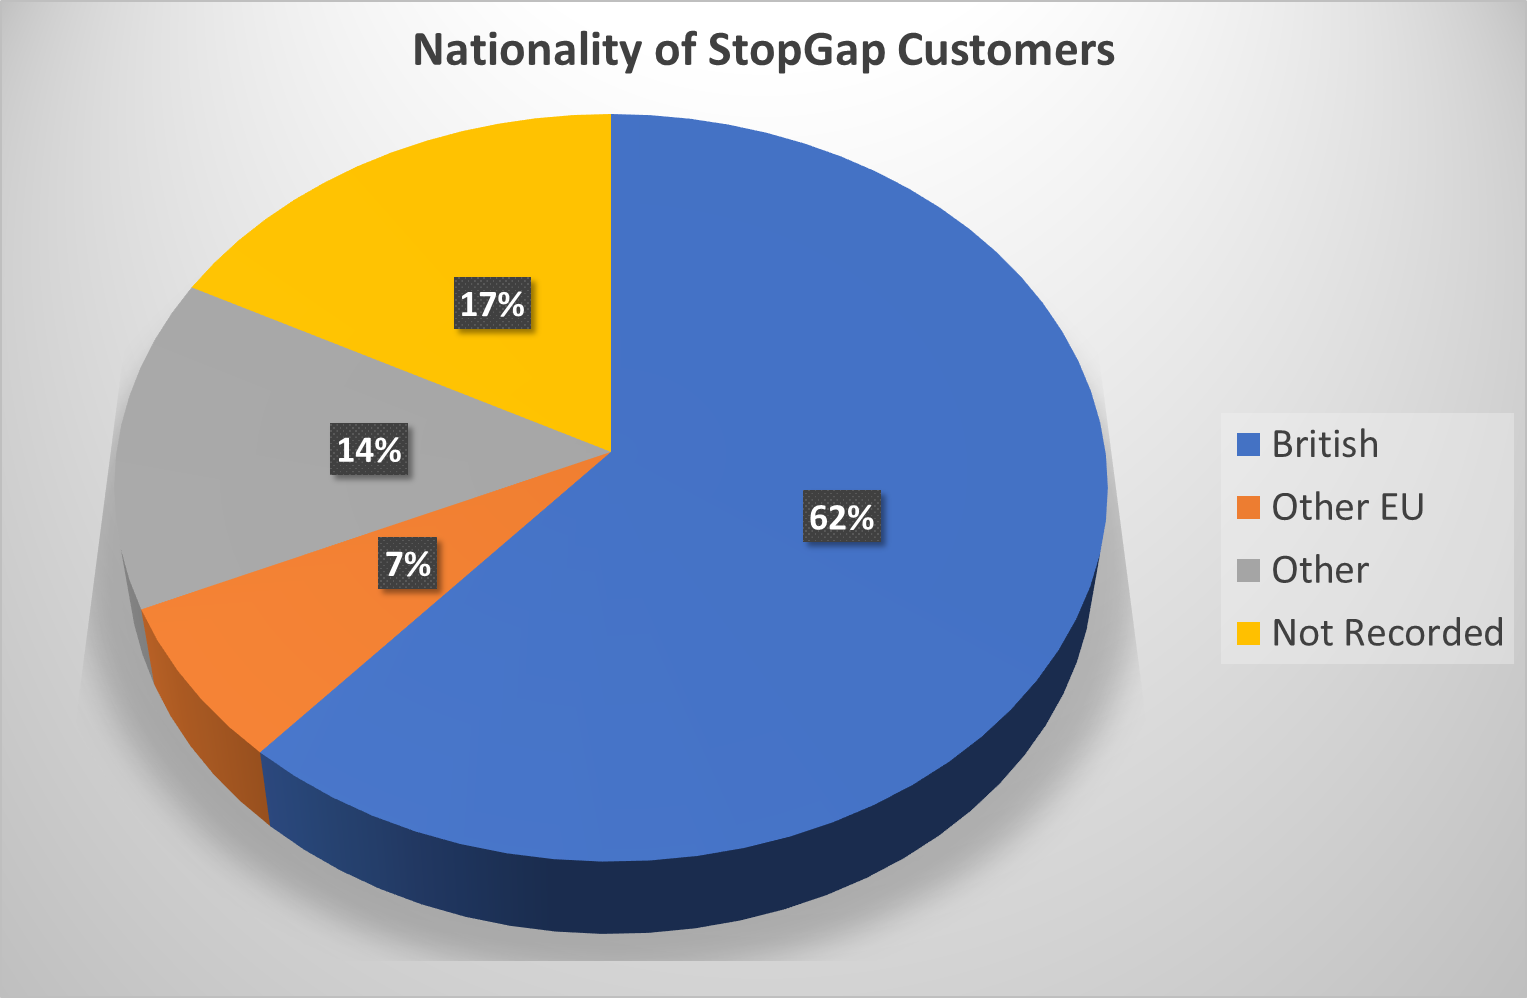 Nationality of StopGap Customers
17%
14%
7%
62%
British
Other EU
Other
Not Recorded